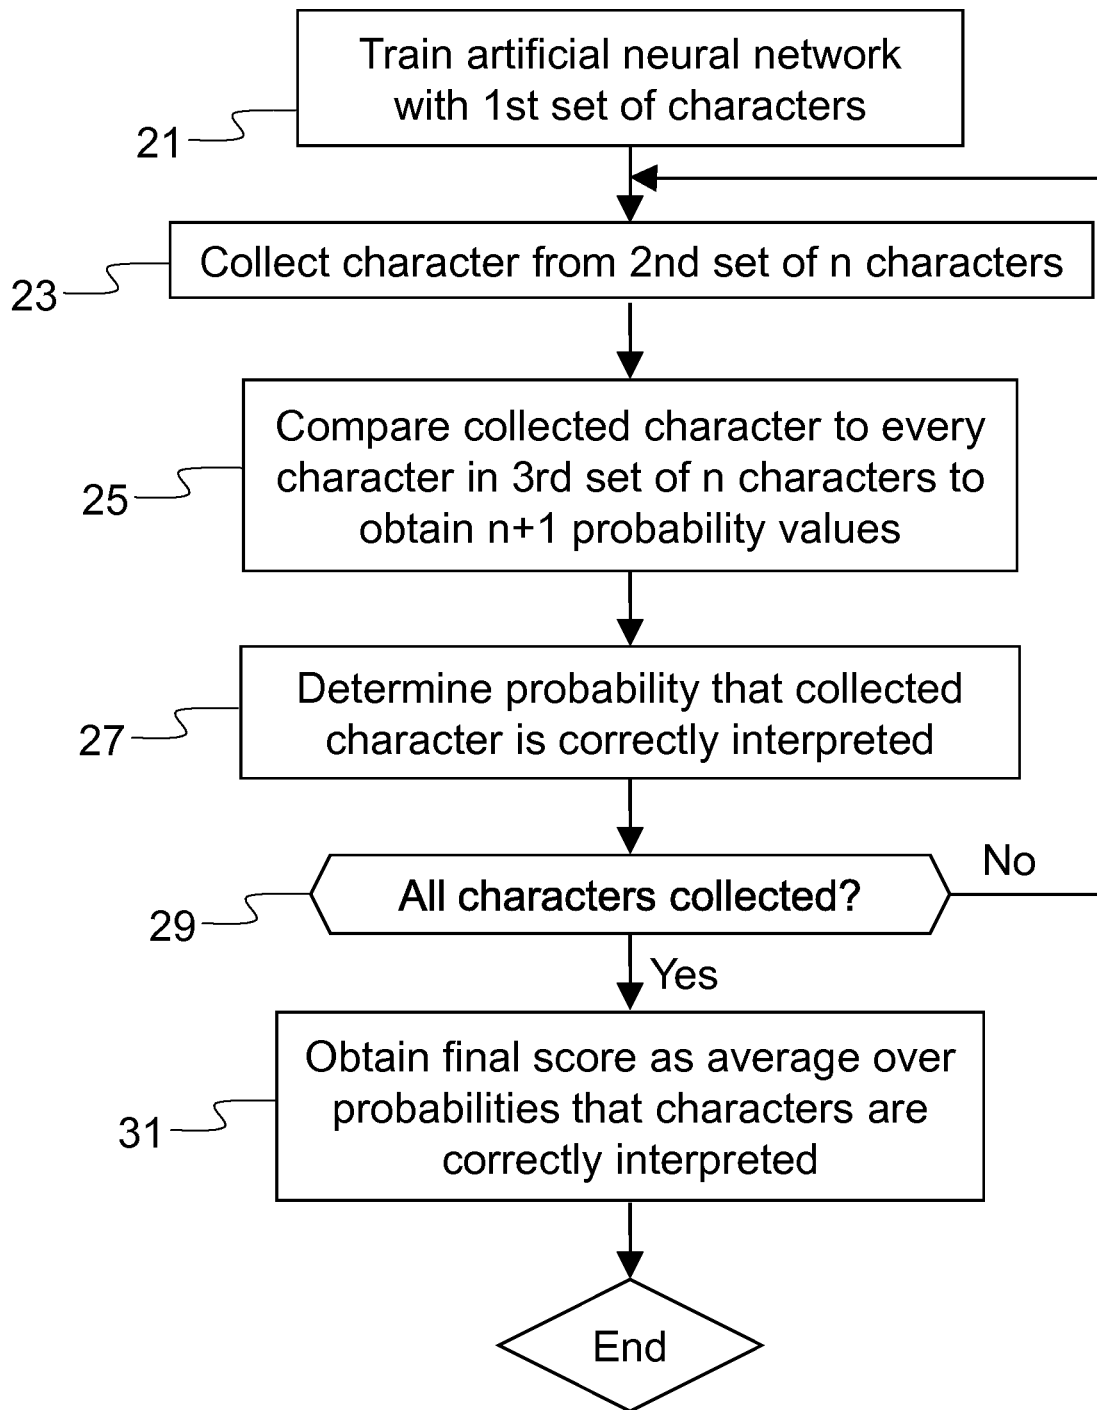 Train artificial neural network
with 1st set of characters
21
Collect character from 2nd set of n characters
23
Compare collected character to every
character in 3rd set of n characters to
obtain n+1 probability values
25
Determine probability that collected
character is correctly interpreted
27
All characters collected?
No
29
Yes
Obtain final score as average over
probabilities that characters are
correctly interpreted
31
End